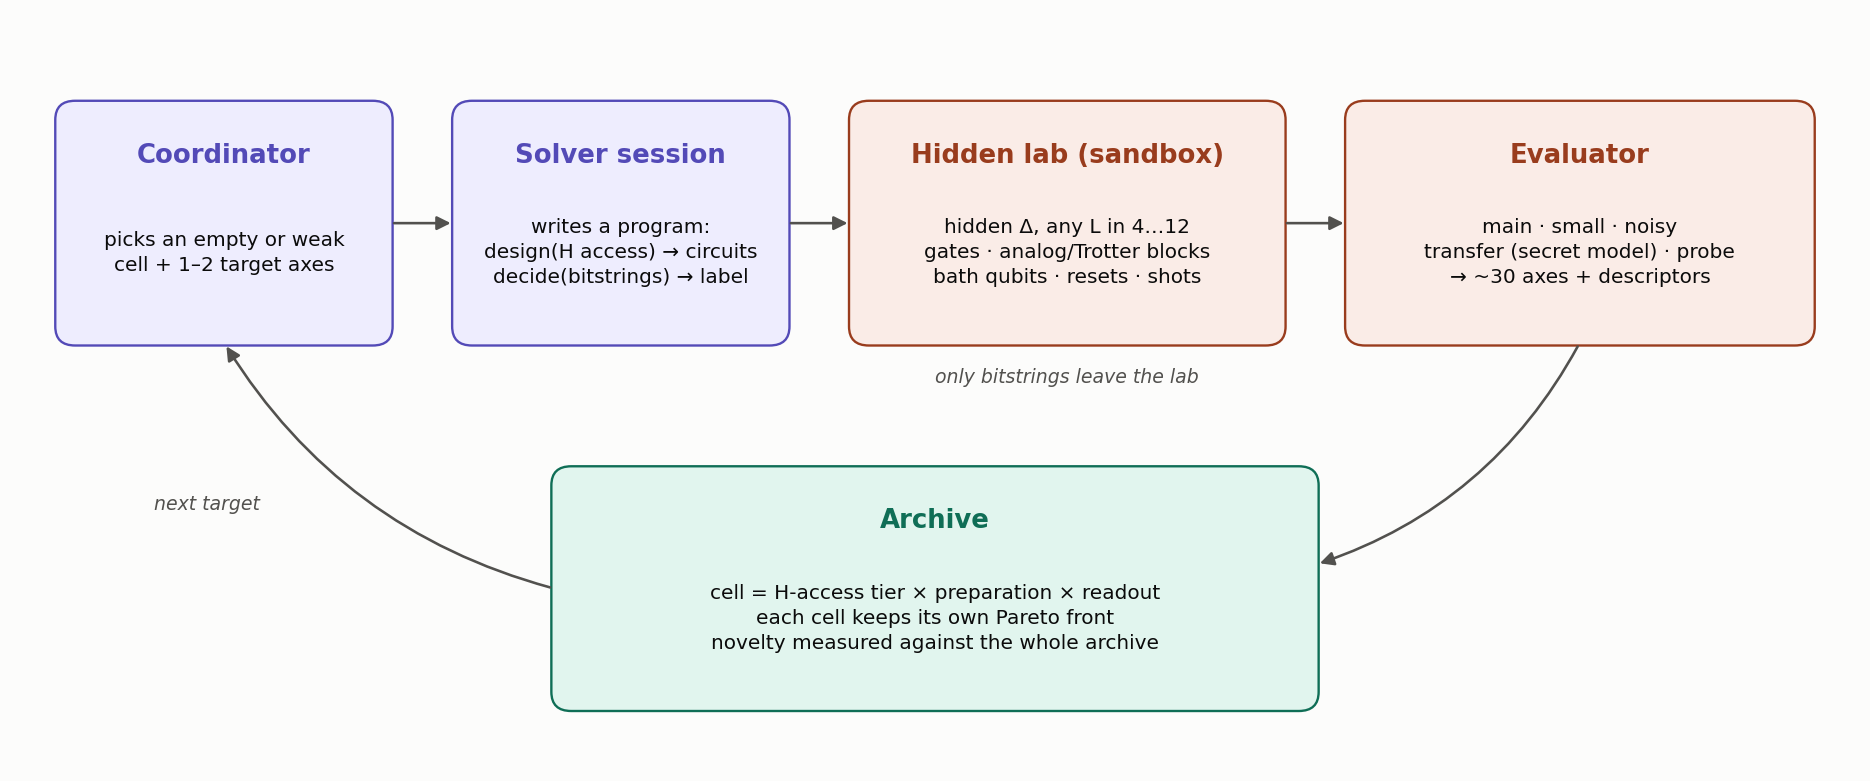 Coordinator
picks an empty or weak
cell + 1–2 target axes
Solver session
writes a program:
design(H access) → circuits
decide(bitstrings) → label
Hidden lab (sandbox)
hidden Δ, any L in 4…12
gates · analog/Trotter blocks
bath qubits · resets · shots
only bitstrings leave the lab
Evaluator
main · small · noisy
transfer (secret model) · probe
→ ~30 axes + descriptors
next target
Archive
cell = H-access tier × preparation × readout
each cell keeps its own Pareto front
novelty measured against the whole archive